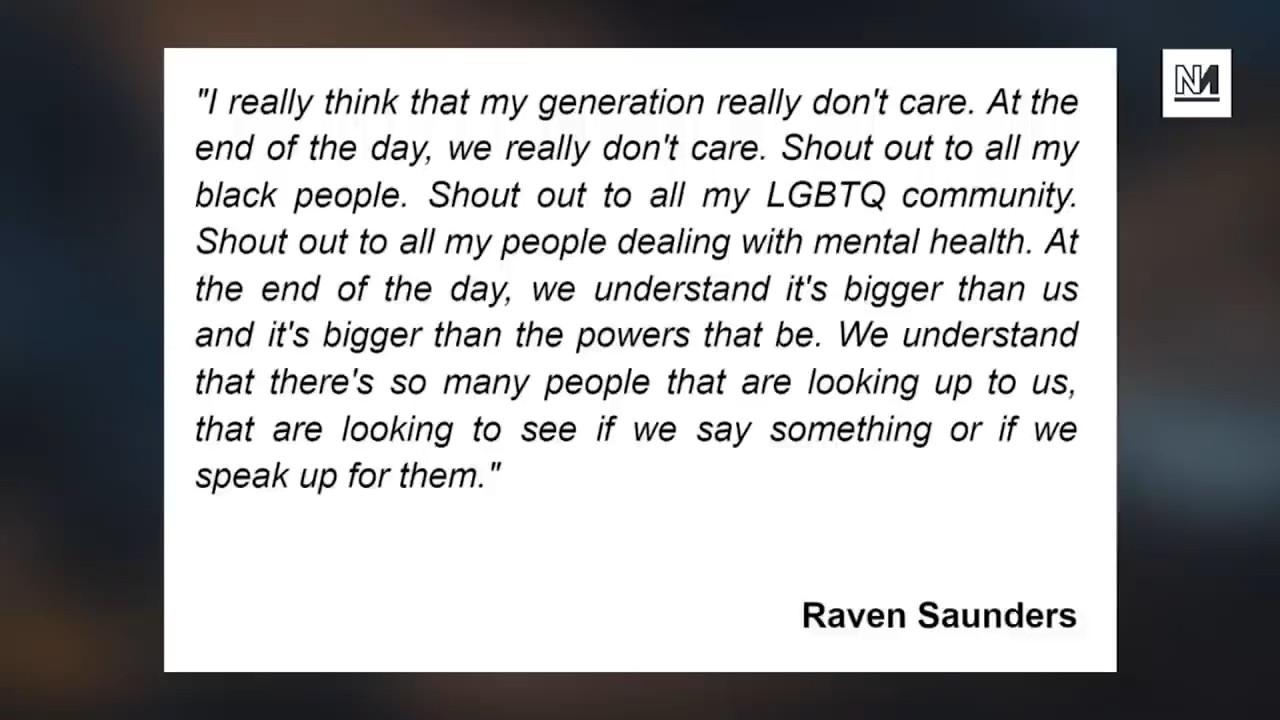 "I really think that my generation really don't care. At the
end of the day, we really don't care. Shout out to all my
black people. Shout out to all my LGBTQ community.
Shout out to all my people dealing with mental health. At
the end of the day, we understand it's bigger than us
and it's bigger than the powers that be. We understand
that there's so many people that are looking up to us,
that are looking to see if we say something or if we
speak up for them."
Raven Saunders
NM